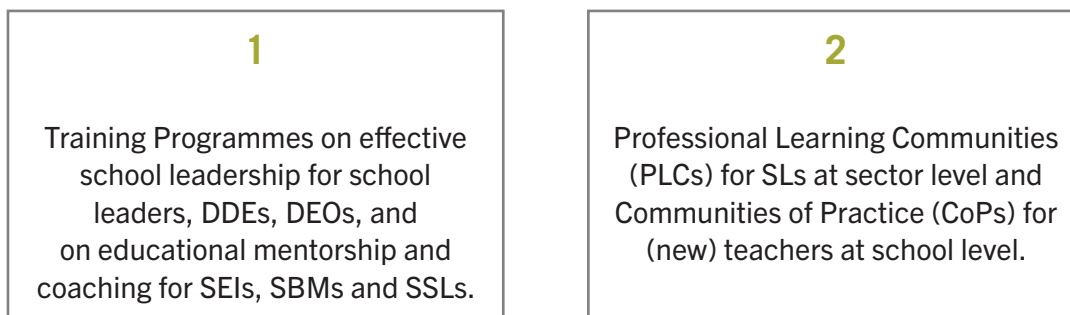 1
Training Programmes on effective
school leadership for school
leaders, DDEs, DEOs, and
on educational mentorship and
coaching for SEIs, SBMs and SSLs.
2
Professional Learning Communities
(PLCs) for SLs at sector level and
Communities of Practice (CoPs) for
(new) teachers at school level.